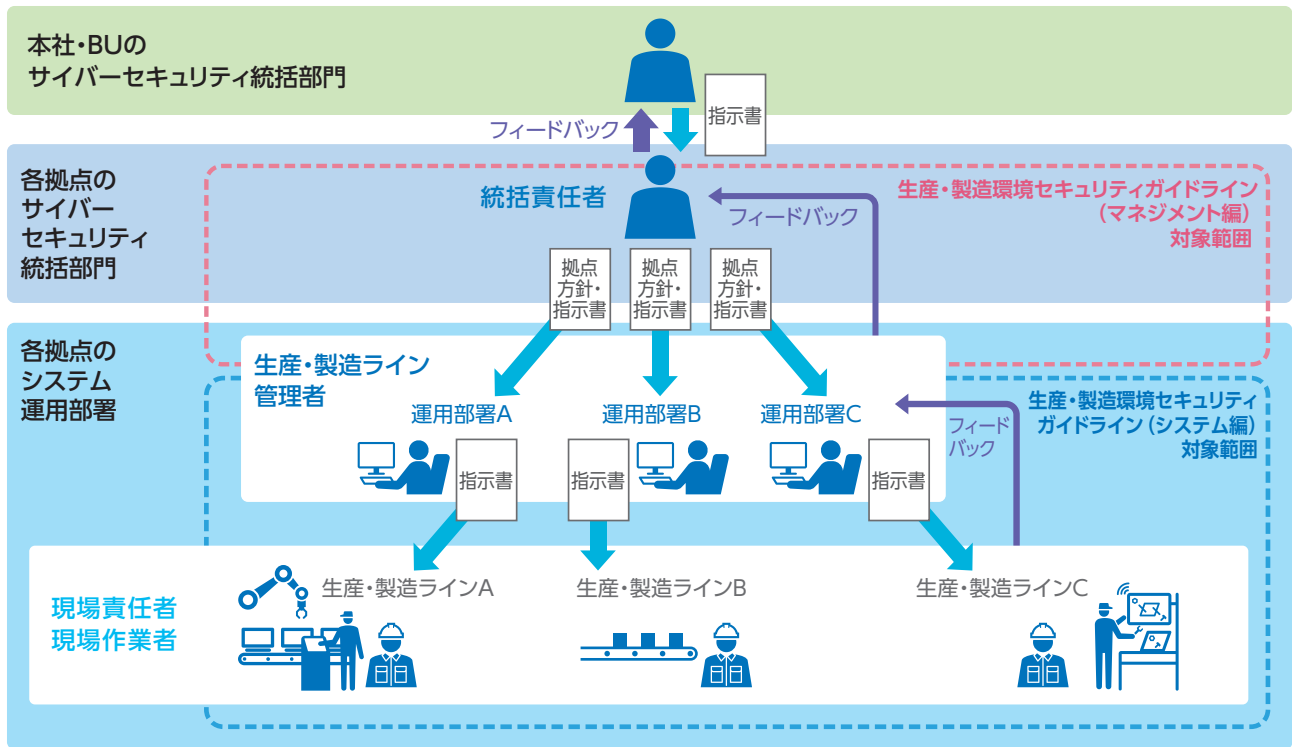 本社・BUの
サイバーセキュリティ統括部門
指示書
フィードバック
各拠点の
サイバー
セキュリティ
統括部門
統括責任者
フィードバック
生産・製造環境セキュリティガイドライン
（マネジメント編）
対象範囲
拠点
方針・
指示書
拠点
方針・
指示書
拠点
方針・
指示書
各拠点の
システム
運用部署
生産・製造ライン
管理者
運用部署A
運用部署B
運用部署C
フィード
バック
生産・製造環境セキュリティ
ガイドライン（システム編）
対象範囲
指示書
指示書
指示書
現場責任者
現場作業者
生産・製造ラインA
生産・製造ラインB
生産・製造ラインC